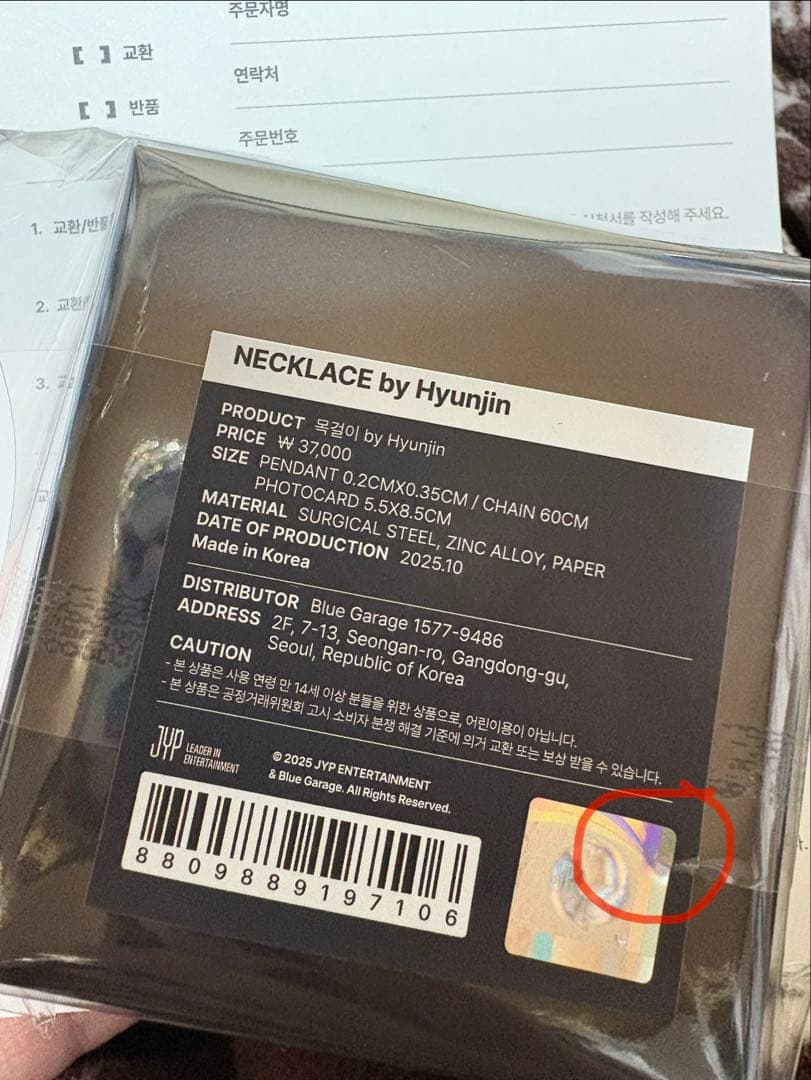 주문자명
[ ] 교환
연락처
[ ] 반품
주문번호
1. 교환/반품
작성해 주세요.
2. 교환
3.
NECKLACE by Hyunjin
PRODUCT 목걸이 by Hyunjin
PRICE ₩ 37,000
SIZE PENDANT 0.2CMX0.35CM / CHAIN 60CM
PHOTOCARD 5.5X8.5CM
MATERIAL SURGICAL STEEL, ZINC ALLOY, PAPER
DATE OF PRODUCTION 2025.10
Made in Korea
DISTRIBUTOR Blue Garage 1577-9486
ADDRESS 2F, 7-13, Seongan-ro, Gangdong-gu,
Seoul, Republic of Korea
CAUTION
- 본 상품은 사용 연령 만 14세 이상 분들을 위한 상품으로, 어린이용이 아닙니다.
- 본 상품은 공정거래위원회 고시 소비자 분쟁 해결 기준에 의거 교환 또는 보상 받을 수 있습니다.
JYP LEADER IN
ENTERTAINMENT
© 2025 JYP ENTERTAINMENT
& Blue Garage. All Rights Reserved.
8809889197106
JYP